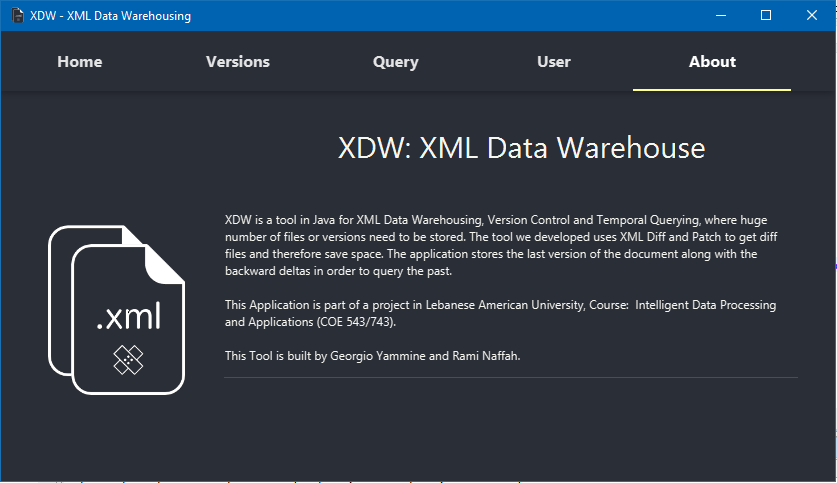 XDW - XML Data Warehousing
Home Versions Query User About
XDW: XML Data Warehouse
XDW is a tool in Java for XML Data Warehousing, Version Control and Temporal Querying, where huge
number of files or versions need to be stored. The tool we developed uses XML Diff and Patch to get diff
files and therefore save space. The application stores the last version of the document along with the
backward deltas in order to query the past.
This Application is part of a project in Lebanese American University, Course:  Intelligent Data Processing
and Applications (COE 543/743).
This Tool is built by Georgio Yammine and Rami Naffah.
.xml